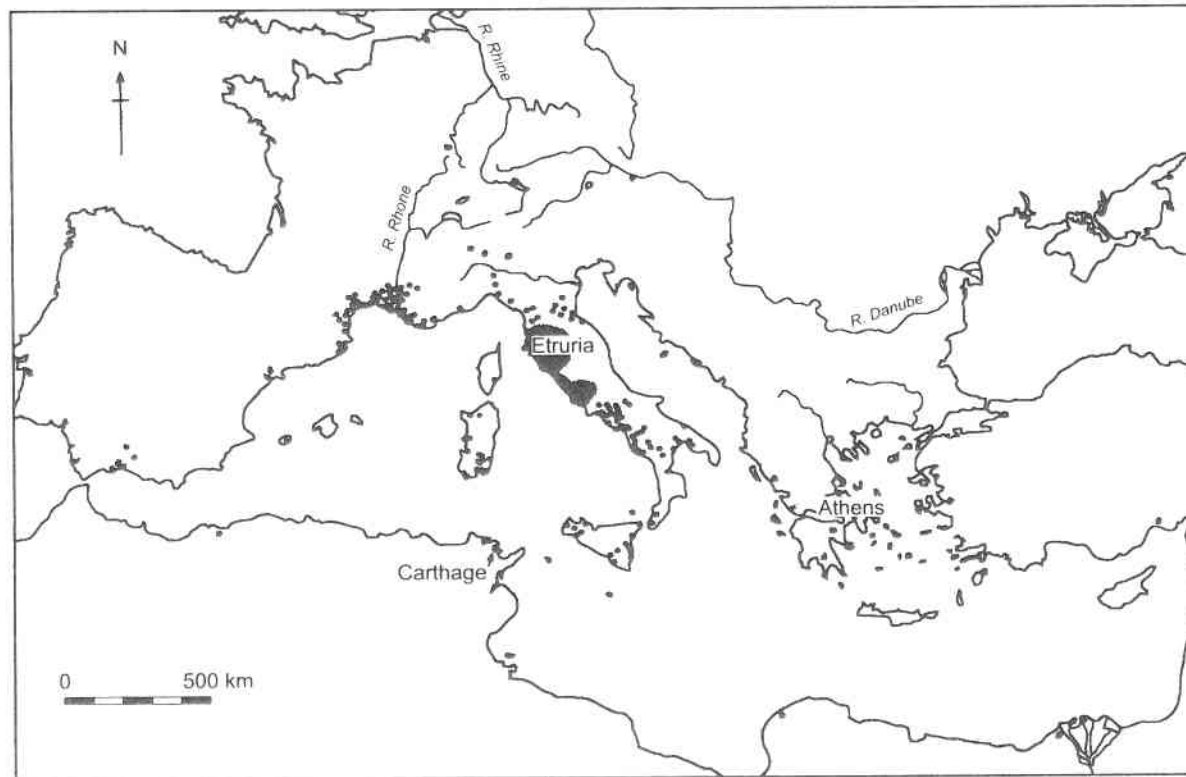 N
R. Rhine
R. Rhone
R. Danube
Etruria
Athens
Carthage
0 500 km